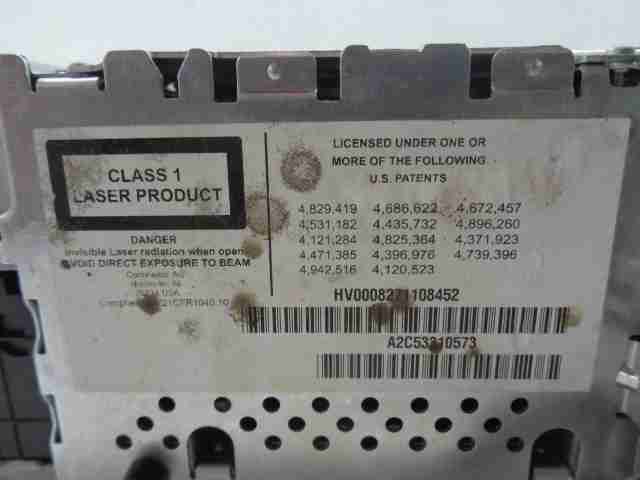 CLASS 1
LASER PRODUCT
DANGER
Invisible Laser radiation when open
AVOID DIRECT EXPOSURE TO BEAM
Continental AG
LICENSED UNDER ONE OR
MORE OF THE FOLLOWING
U.S. PATENTS
4,829,419 4,686,622 4,672,457
4,531,182 4,435,732 4,896,260
4,121,284 4,825,364 4,371,923
4,471,385 4,396,976 4,739,396
4,942,516 4,120,523
HV0008271108452
A2C53310573